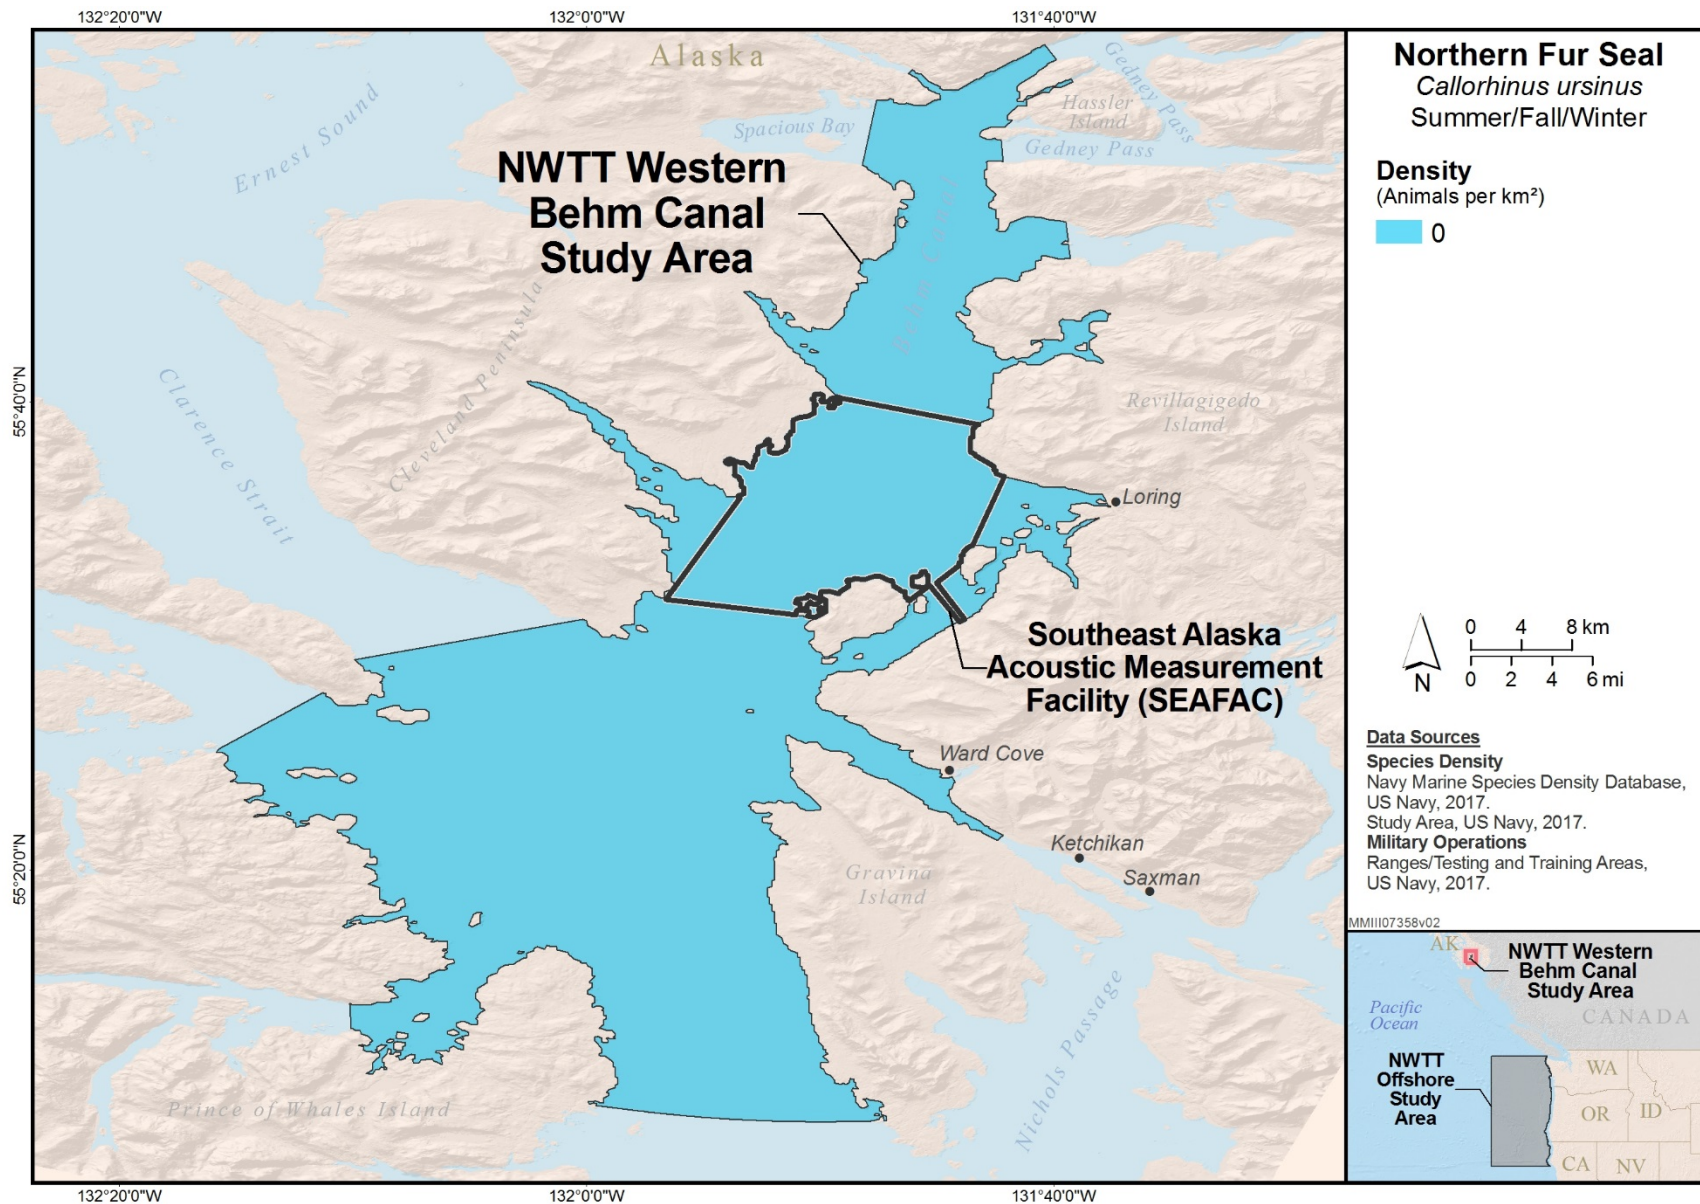 132°20'0"W
132°0'0"W
131°40'0"W
Alaska
Ernest Sound
Spacious Bay
Gedney Pass
Hassler
Island
Gedney Pass
NWTT Western
Behm Canal
Study Area
Behm Canal
Clarence Strait
Cleveland Peninsula
Revillagigedo
Island
55°40'0"N
Loring
Southeast Alaska
Acoustic Measurement
Facility (SEAFAC)
Ward Cove
Ketchikan
Saxman
Gravina
Island
55°20'0"N
Nichols Passage
Prince of Whales Island
132°20'0"W
132°0'0"W
131°40'0"W
Northern Fur Seal
Callorhinus ursinus
Summer/Fall/Winter
Density
(Animals per km²)
0
N
0 4 8 km
0 2 4 6 mi
Data Sources
Species Density
Navy Marine Species Density Database,
US Navy, 2017.
Study Area, US Navy, 2017.
Military Operations
Ranges/Testing and Training Areas,
US Navy, 2017.
MMIII07358v02
AK
NWTT Western
Behm Canal
Study Area
Pacific
Ocean
CANADA
NWTT
Offshore
Study
Area
WA
OR
ID
CA
NV